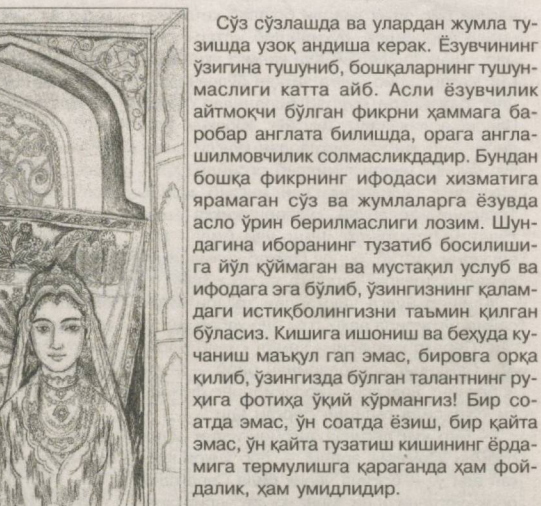 Сўз сўзлашда ва улардан жумла ту-
зишда узоқ андиша керак. Ёзувчининг
ўзигина тушуниб, бошқаларнинг тушун-
маслиги катта айб. Асли ёзувчилик
айтмоқчи бўлган фикрни ҳаммага ба-
робар англата билишда, орага англа-
шилмовчилик солмасликдадир. Бундан
бошқа фикрнинг ифодаси хизматига
ярамаган сўз ва жумлаларга ёзувда
асло ўрин берилмаслиги лозим. Шун-
дагина иборанинг тузатиб босилиши-
га йўл қўймаган ва мустақил услуб ва
ифодага эга бўлиб, ўзингизнинг қалам-
даги истиқболингизни таъмин қилган
бўласиз. Кишига ишониш ва беҳуда ку-
чаниш маъқул гап эмас, бировга орқа
қилиб, ўзингизда бўлган талантнинг ру-
ҳига фотиҳа ўқий кўрмангиз! Бир со-
атда эмас, ўн соатда ёзиш, бир қайта
эмас, ўн қайта тузатиш кишининг ёрда-
мига термулишга қараганда ҳам фой-
далик, ҳам умидлидир.